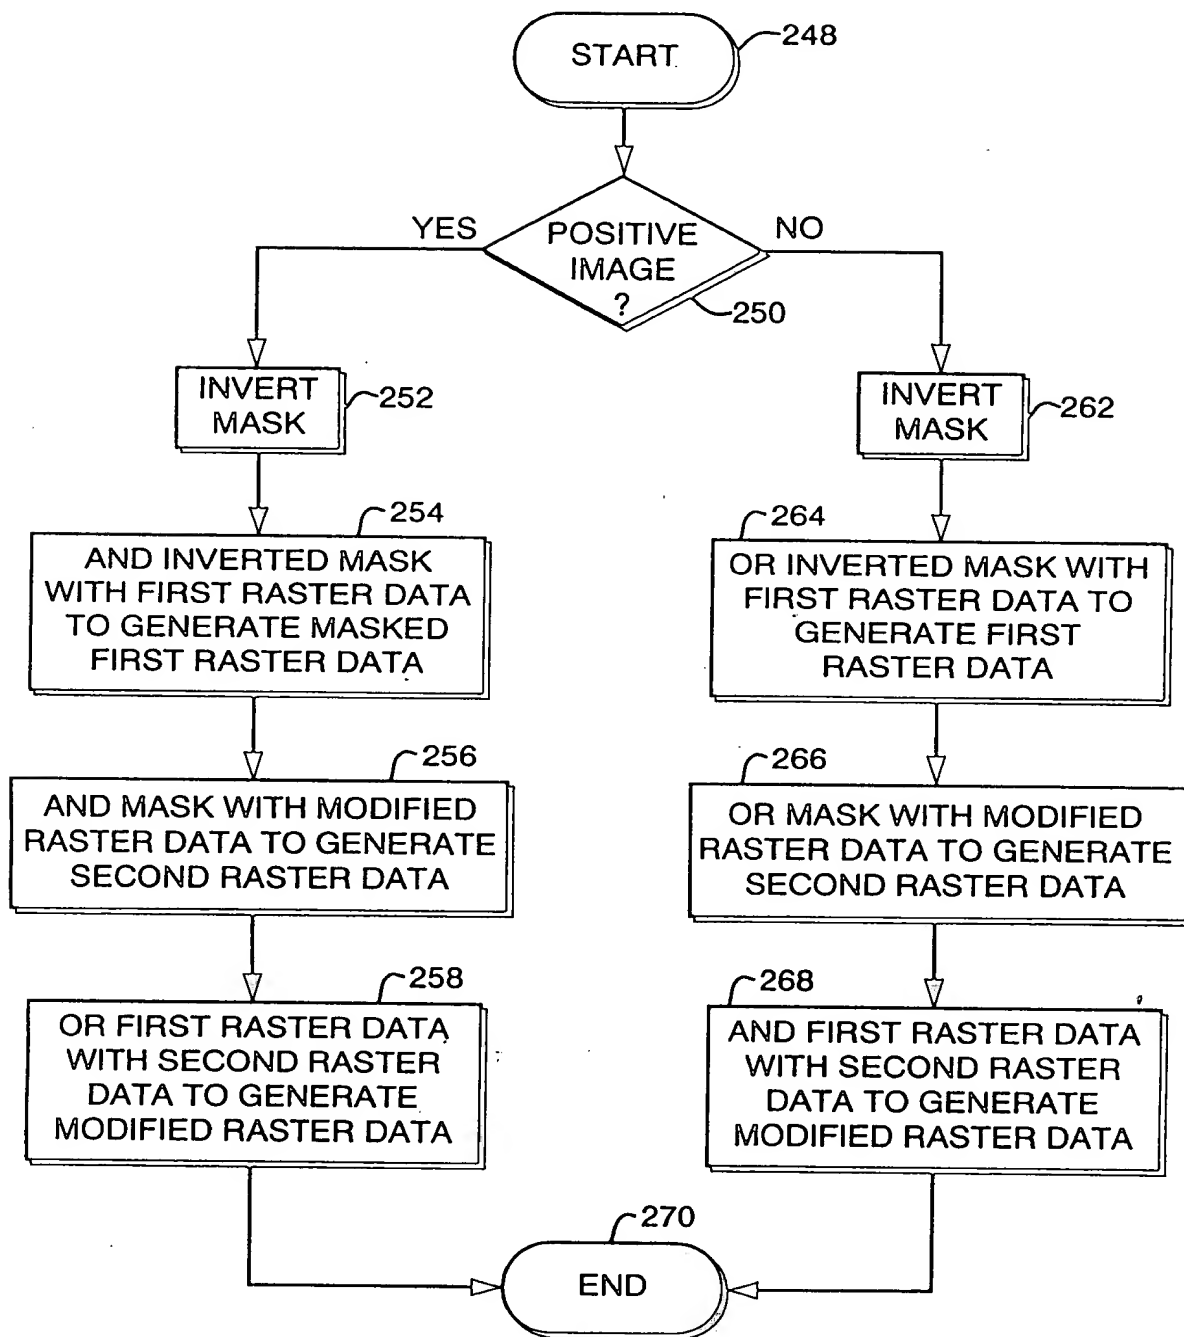 START
248
POSITIVE
IMAGE
?
250
YES
NO
INVERT
MASK
252
INVERT
MASK
262
254
AND INVERTED MASK
WITH FIRST RASTER DATA
TO GENERATE MASKED
FIRST RASTER DATA
264
OR INVERTED MASK WITH
FIRST RASTER DATA TO
GENERATE FIRST
RASTER DATA
256
AND MASK WITH MODIFIED
RASTER DATA TO GENERATE
SECOND RASTER DATA
266
OR MASK WITH MODIFIED
RASTER DATA TO GENERATE
SECOND RASTER DATA
258
OR FIRST RASTER DATA
WITH SECOND RASTER
DATA TO GENERATE
MODIFIED RASTER DATA
268
AND FIRST RASTER DATA
WITH SECOND RASTER
DATA TO GENERATE
MODIFIED RASTER DATA
270
END